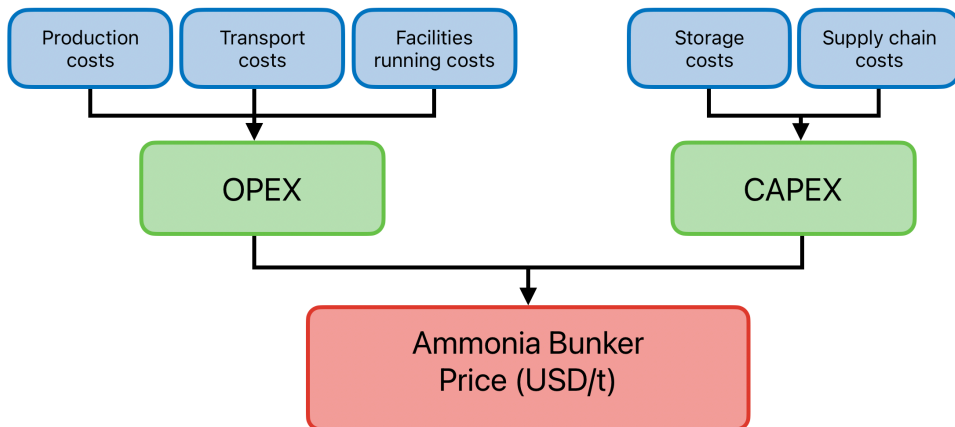 Production
costs
Transport
costs
Facilities
running costs
Storage
costs
Supply chain
costs
OPEX
CAPEX
Ammonia Bunker
Price (USD/t)